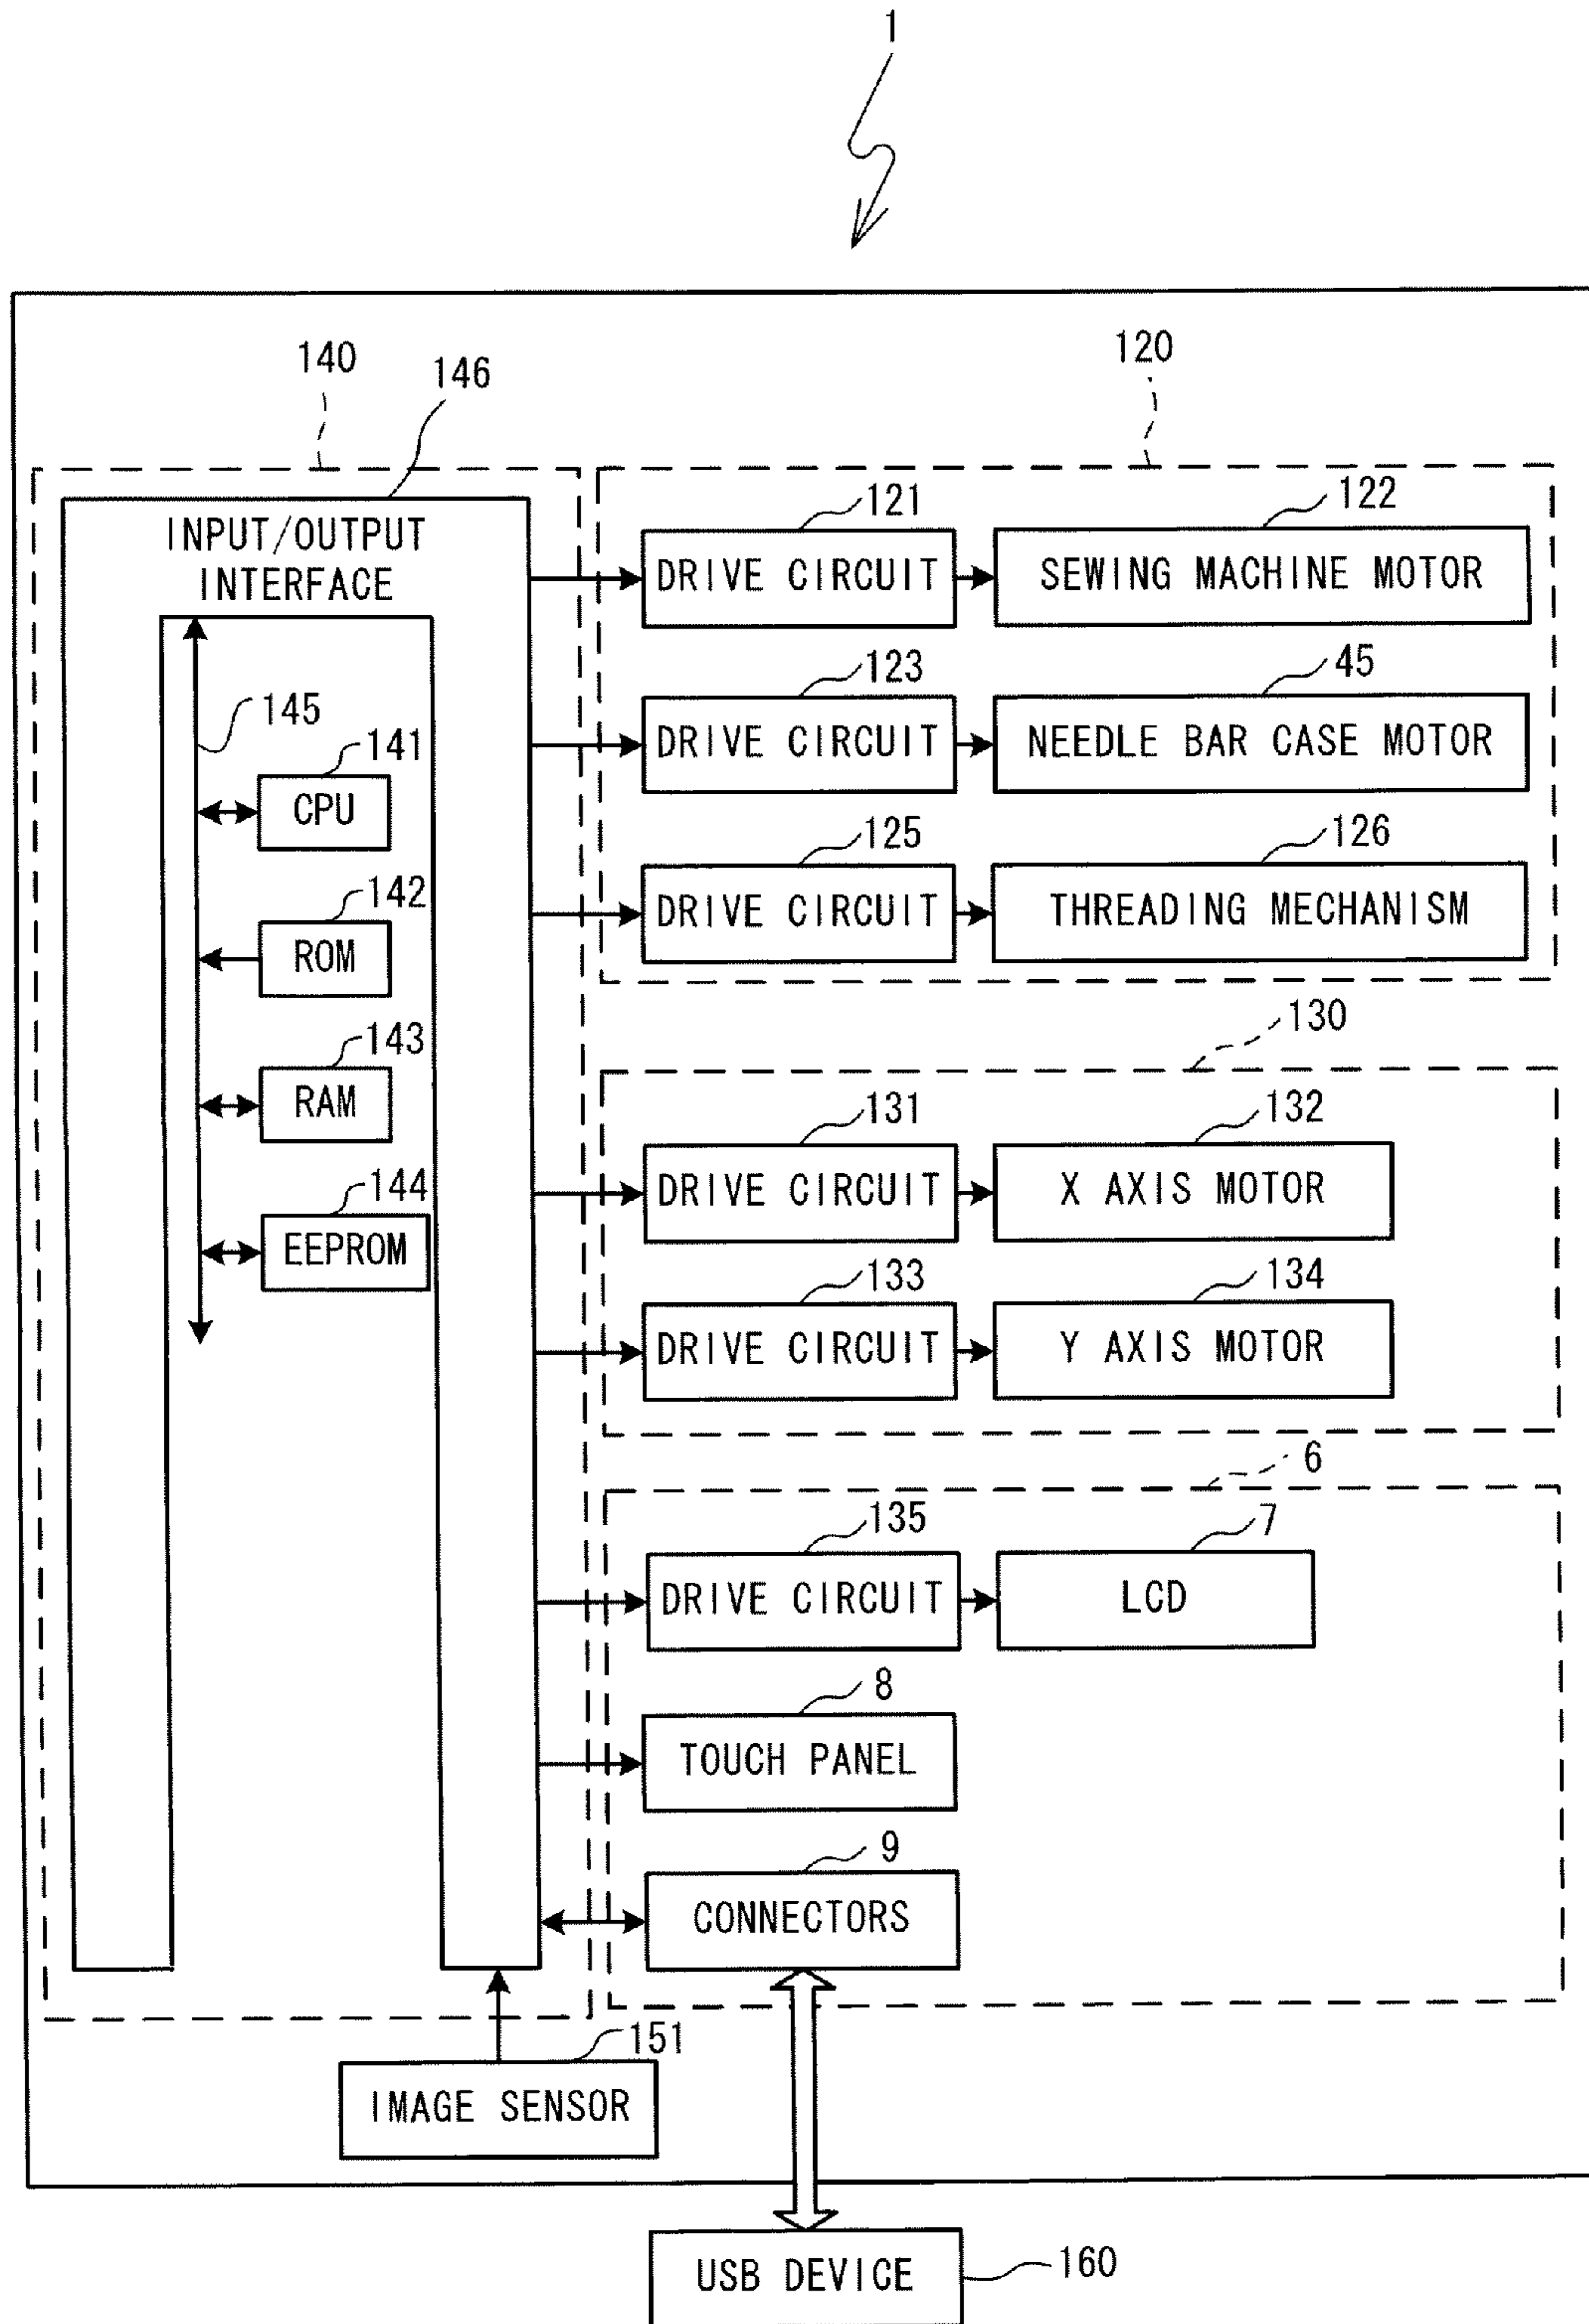 1
140
146
120
INPUT/OUTPUT
INTERFACE
121
DRIVE CIRCUIT
122
SEWING MACHINE MOTOR
123
DRIVE CIRCUIT
45
NEEDLE BAR CASE MOTOR
125
DRIVE CIRCUIT
126
THREADING MECHANISM
145
141
CPU
142
ROM
143
RAM
144
EEPROM
130
131
DRIVE CIRCUIT
132
X AXIS MOTOR
133
DRIVE CIRCUIT
134
Y AXIS MOTOR
6
135
DRIVE CIRCUIT
7
LCD
8
TOUCH PANEL
9
CONNECTORS
151
IMAGE SENSOR
USB DEVICE
160